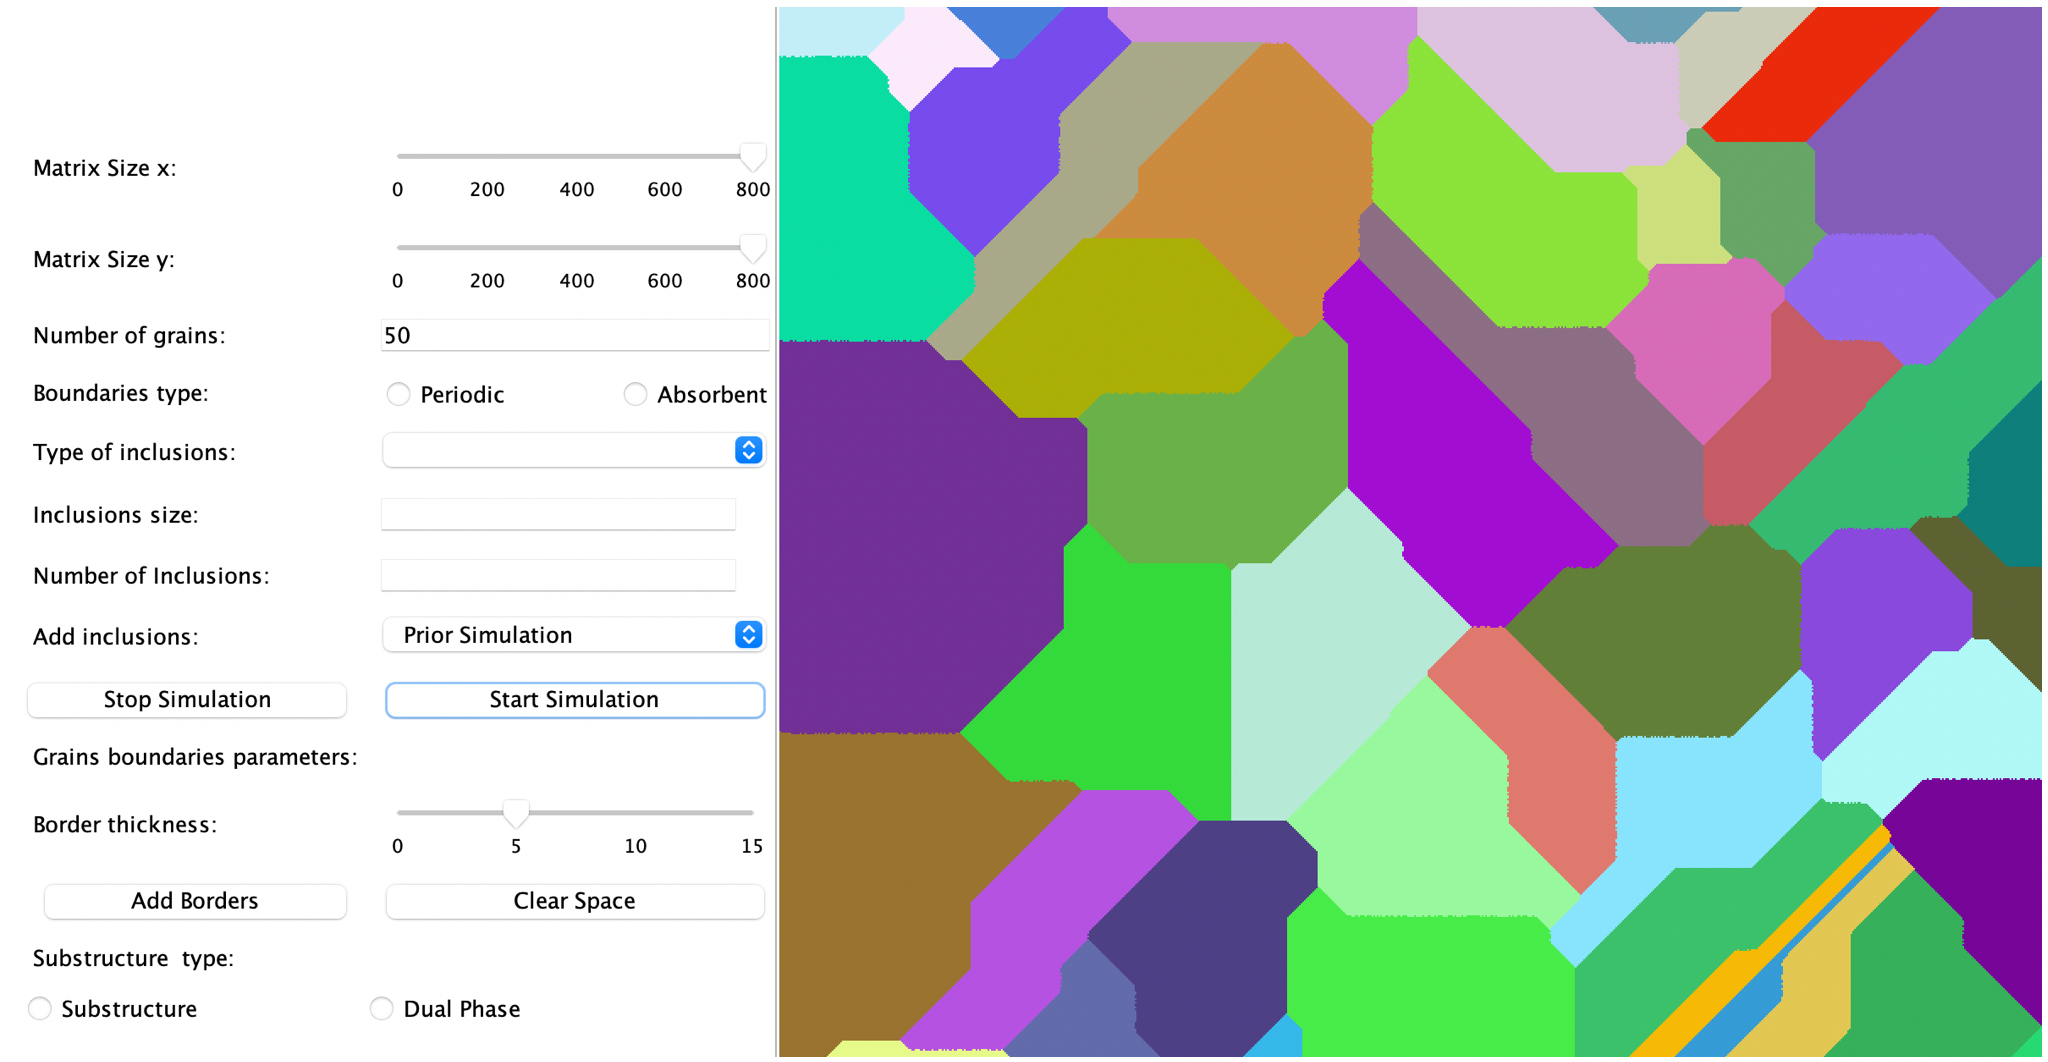 Matrix Size x:
0 200 400 600 800
Matrix Size y:
0 200 400 600 800
Number of grains: 50
Boundaries type: Periodic Absorbent
Type of inclusions:
Inclusions size:
Number of Inclusions:
Add inclusions: Prior Simulation
Stop Simulation Start Simulation
Grains boundaries parameters:
Border thickness:
0 5 10 15
Add Borders Clear Space
Substructure type:
Substructure Dual Phase